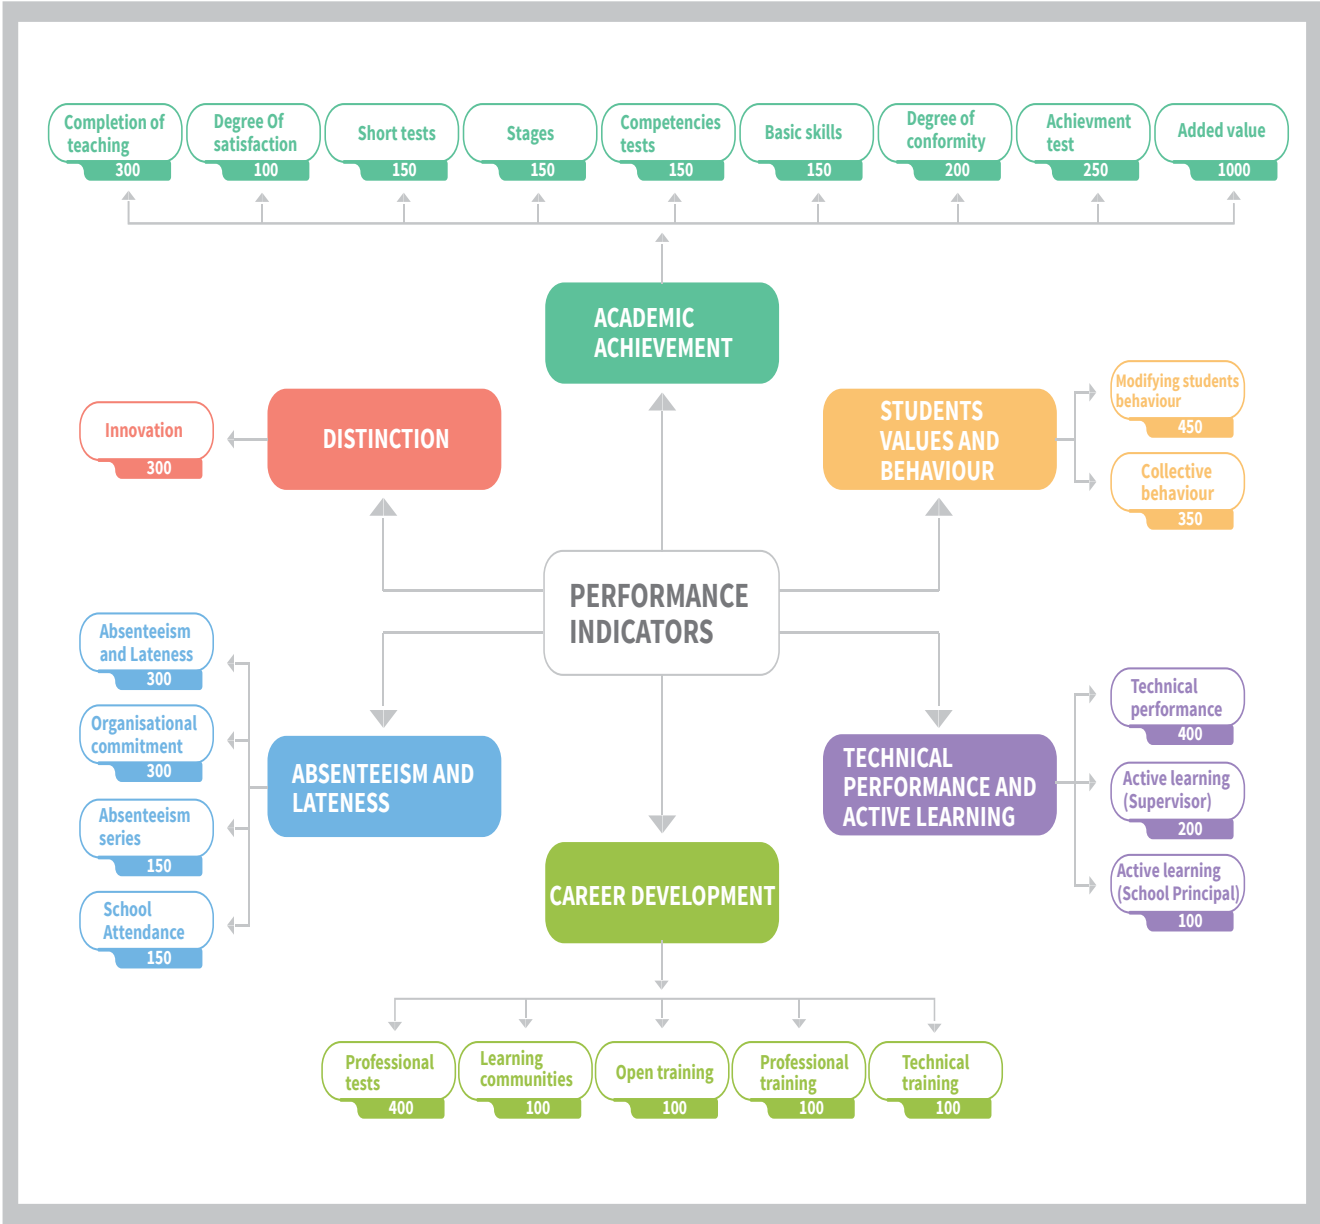 Completion of
teaching
300
Degree Of
satisfaction
100
Short tests
150
Stages
150
Competencies
tests
150
Basic skills
150
Degree of
conformity
200
Achievment
test
250
Added value
1000
ACADEMIC
ACHIEVEMENT
Innovation
300
DISTINCTION
STUDENTS
VALUES AND
BEHAVIOUR
Modifying students
behaviour
450
Collective
behaviour
350
PERFORMANCE
INDICATORS
Absenteeism
and Lateness
300
Organisational
commitment
300
Absenteeism
series
150
School
Attendance
150
ABSENTEEISM AND
LATENESS
TECHNICAL
PERFORMANCE AND
ACTIVE LEARNING
Technical
performance
400
Active learning
(Supervisor)
200
Active learning
(School Principal)
100
CAREER DEVELOPMENT
Professional
tests
400
Learning
communities
100
Open training
100
Professional
training
100
Technical
training
100